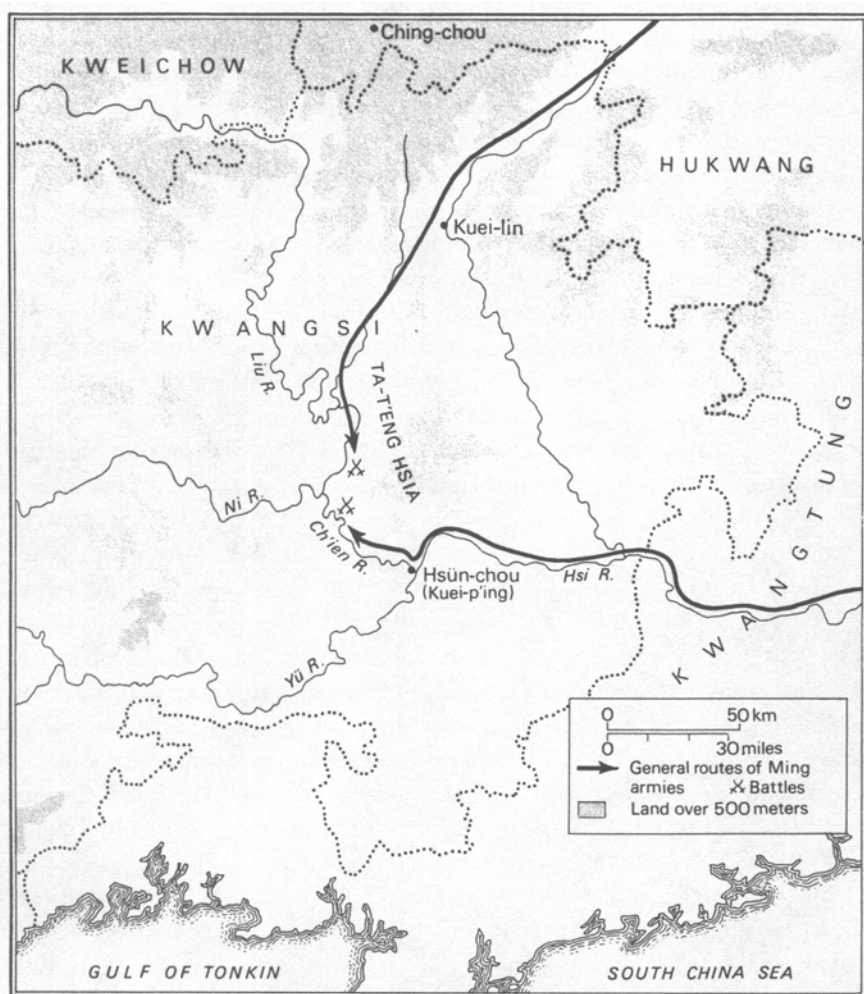 Ching-chou
KWEICHOW
HUKWANG
Kuei-lin
KWANGSI
Liu R.
TA-T'ENG HSIA
KWANGTUNG
Ni R.
Ch'ien R.
Hsün-chou
(Kuei-p'ing)
Hsi R.
Yü R.
0 50 km
0 30 miles
General routes of Ming
armies Battles
Land over 500 meters
GULF OF TONKIN
SOUTH CHINA SEA